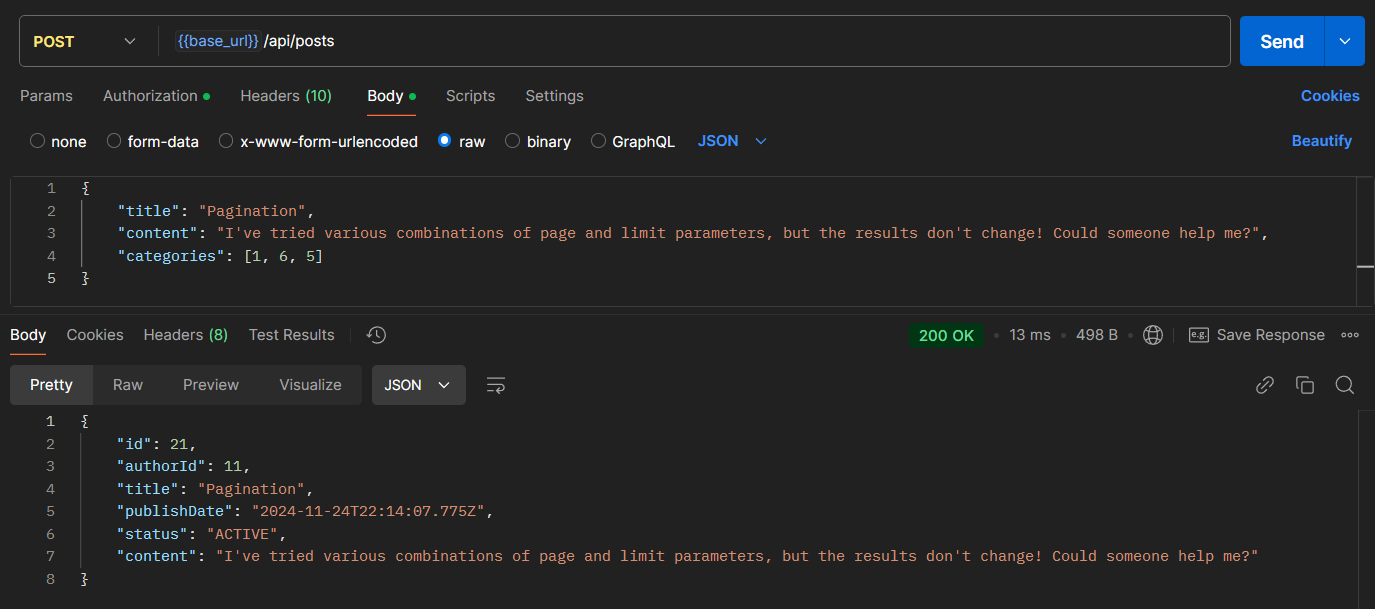 POST {{base_url}} /api/posts Send
Params Authorization Headers (10) Body Scripts Settings Cookies
none form-data x-www-form-urlencoded raw binary GraphQL JSON Beautify
1 {
2 "title": "Pagination",
3 "content": "I've tried various combinations of page and limit parameters, but the results don't change! Could someone help me?",
4 "categories": [1, 6, 5]
5 }
Body Cookies Headers (8) Test Results 200 OK • 13 ms • 498 B • e.g. Save Response
Pretty Raw Preview Visualize JSON
1 {
2 "id": 21,
3 "authorId": 11,
4 "title": "Pagination",
5 "publishDate": "2024-11-24T22:14:07.775Z",
6 "status": "ACTIVE",
7 "content": "I've tried various combinations of page and limit parameters, but the results don't change! Could someone help me?"
8 }